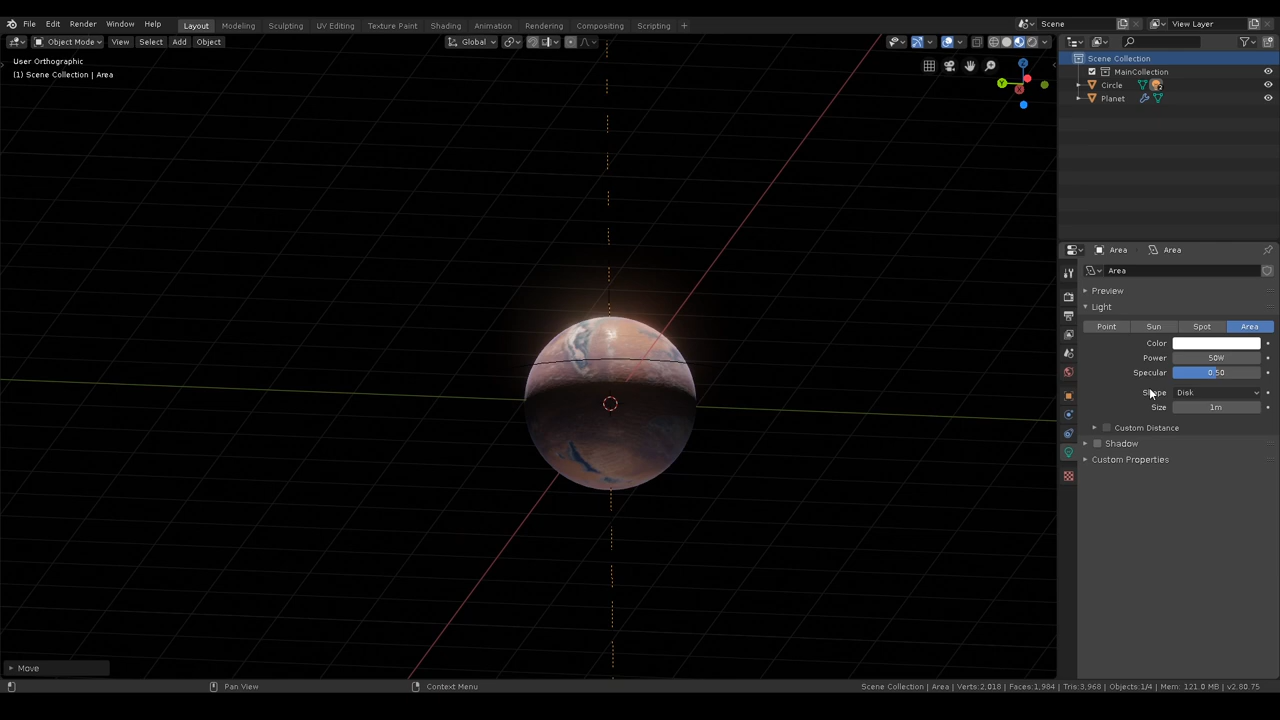 File Edit Render Window Help Layout Modeling Sculpting UV Editing Texture Paint Shading Animation Rendering Compositing Scripting + Scene View Layer
Object Mode View Select Add Object Global
User Orthographic
(1) Scene Collection | Area
Scene Collection
MainCollection
Circle
Planet
Area Area
Area
Preview
Light
Point Sun Spot Area
Color
Power 50W
Specular 0.50
Shape Disk
Size 1m
Custom Distance
Shadow
Custom Properties
Move
Pan View Context Menu Scene Collection | Area | Verts:2,018 | Faces:1,984 | Tris:3,968 | Objects:1/4 | Mem: 121.0 MB | v2.80.75